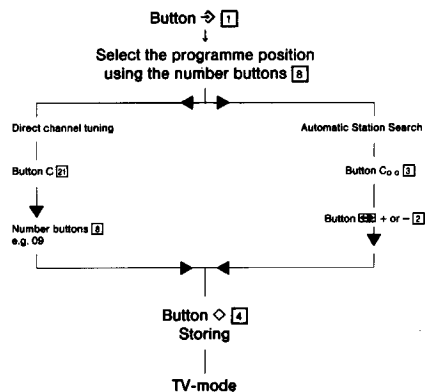 Button 1
Select the programme position
using the number buttons 8
Direct channel tuning
Automatic Station Search
Button C 21
Button Coo 3
Number buttons 8
e.g. 09
Button + or – 2
Button ◇ 4
Storing
TV-mode